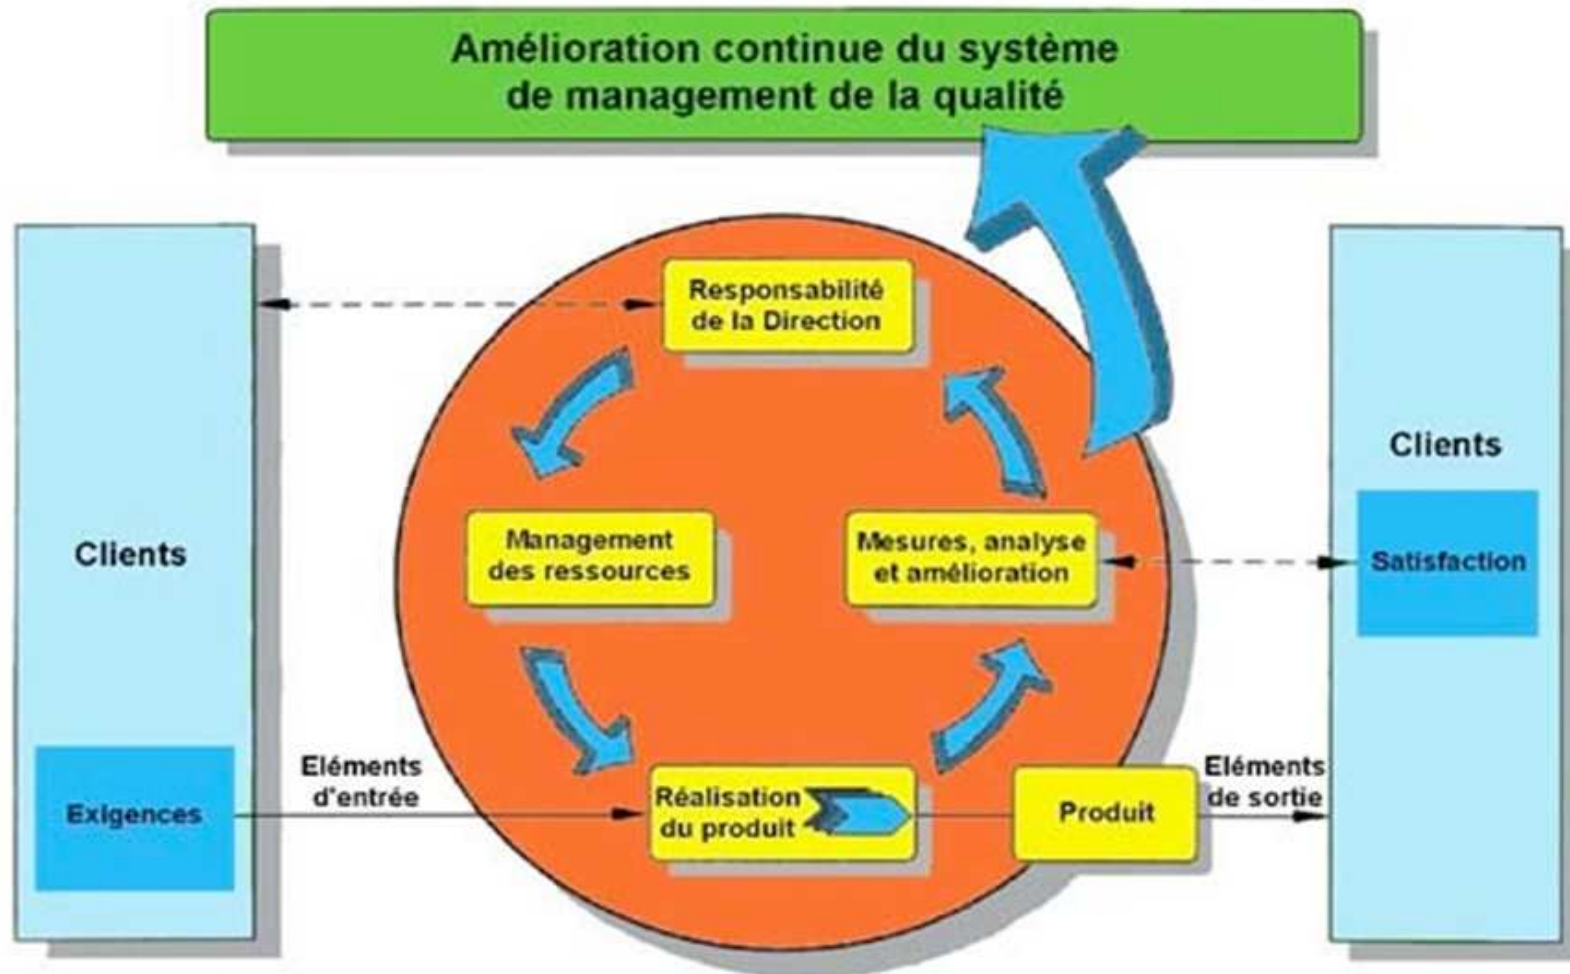 Amélioration continue du système
de management de la qualité
Responsabilité
de la Direction
Clients
Management
des ressources
Mesures, analyse
et amélioration
Clients
Satisfaction
Exigences
Eléments
d'entrée
Réalisation
du produit
Produit
Eléments
de sortie